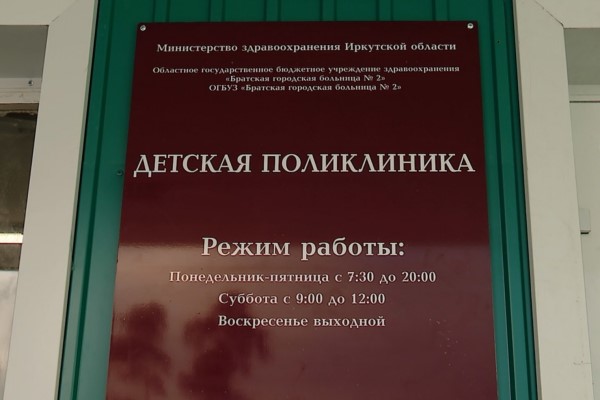 Министерство здравоохранения Иркутской области
Областное государственное бюджетное учреждение здравоохранения
«Братская городская больница № 2»
ОГБУЗ «Братская городская больница № 2»
ДЕТСКАЯ ПОЛИКЛИНИКА
Режим работы:
Понедельник-пятница с 7:30 до 20:00
Суббота с 9:00 до 12:00
Воскресенье выходной